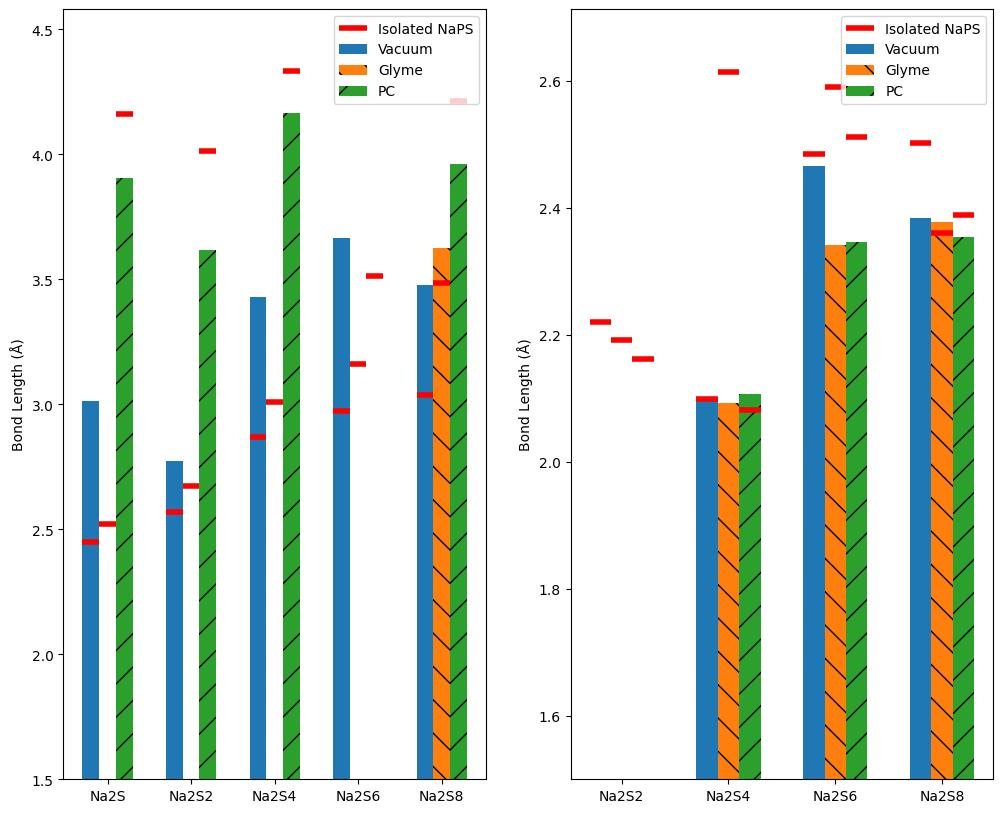 Bond Length (Å)
4.5
4.0
3.5
3.0
2.5
2.0
1.5
Na2S
Na2S2
Na2S4
Na2S6
Na2S8
Isolated NaPS
Vacuum
Glyme
PC
Bond Length (Å)
2.6
2.4
2.2
2.0
1.8
1.6
Na2S2
Na2S4
Na2S6
Na2S8
Isolated NaPS
Vacuum
Glyme
PC